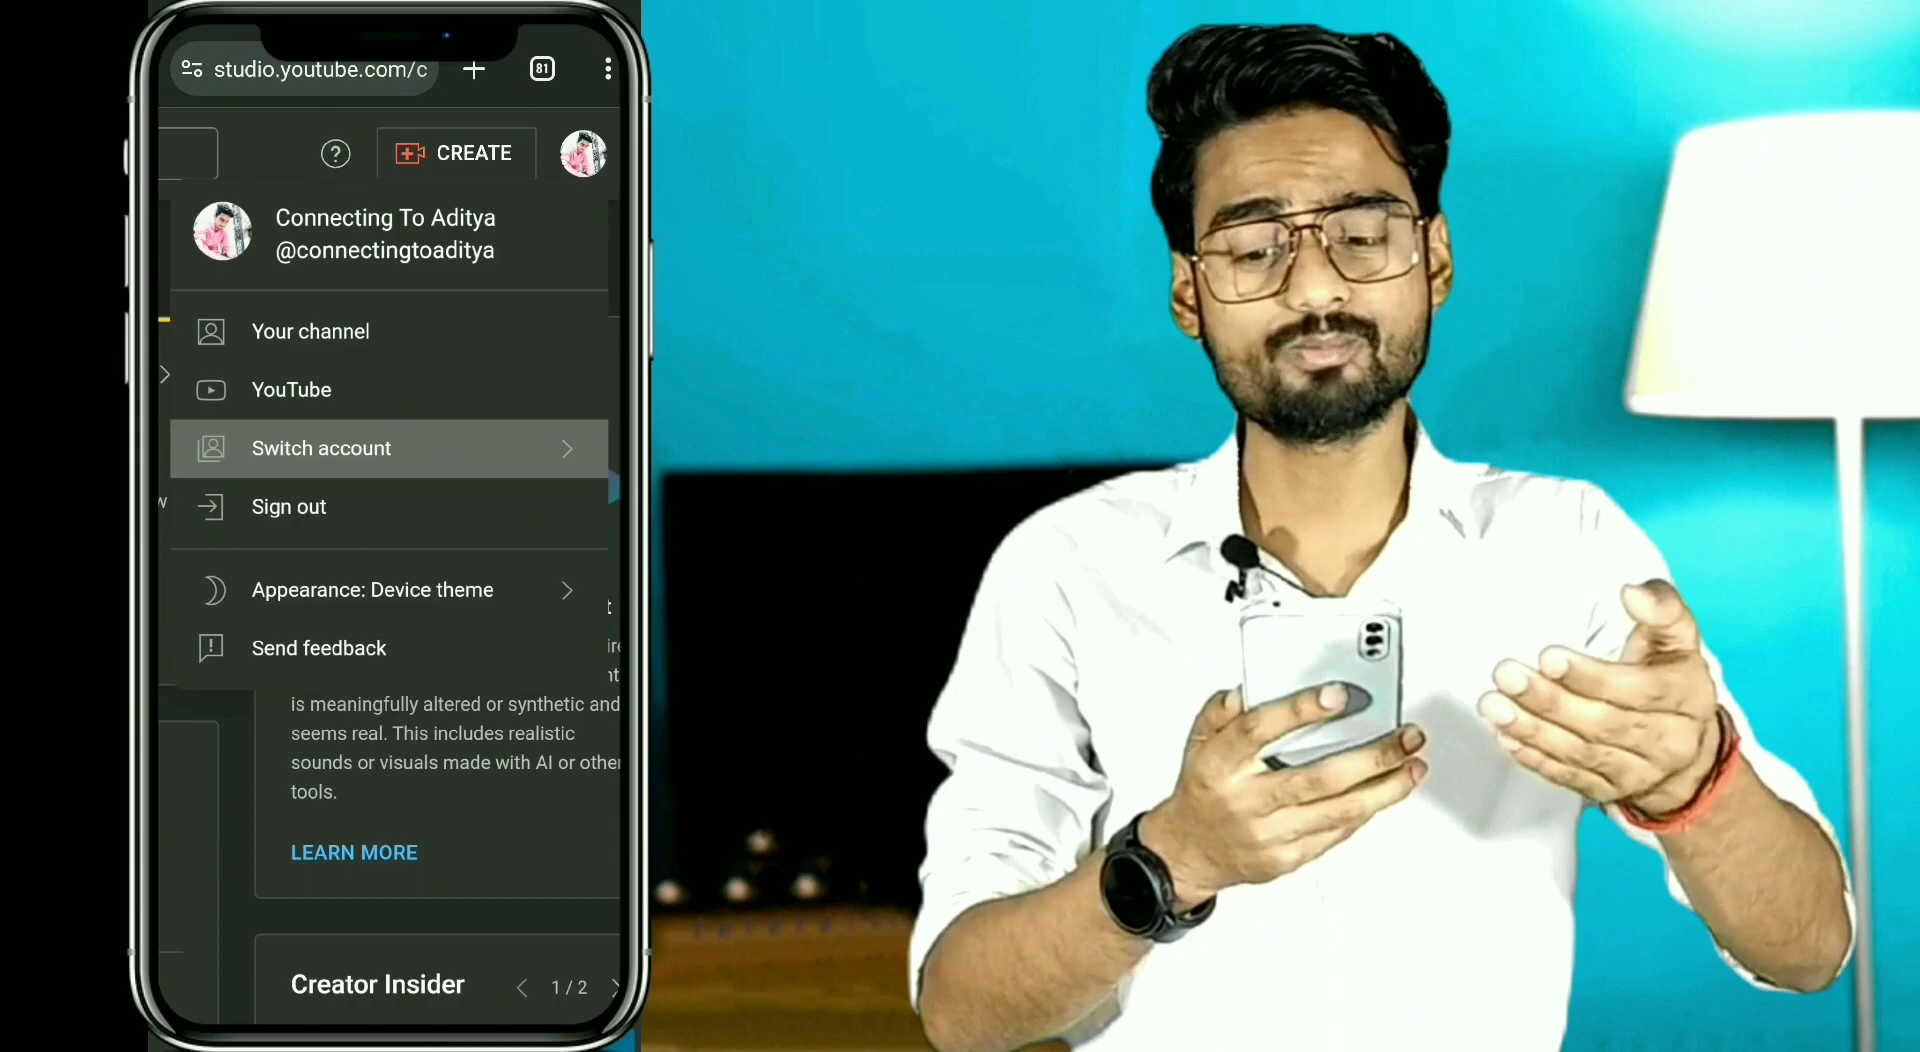 studio.youtube.com/c
81
CREATE
Connecting To Aditya
@connectingtoaditya
Your channel
YouTube
Switch account
w
Sign out
Appearance: Device theme
t
Send feedback
is meaningfully altered or synthetic and
seems real. This includes realistic
sounds or visuals made with AI or other
tools.
LEARN MORE
Creator Insider
1 / 2